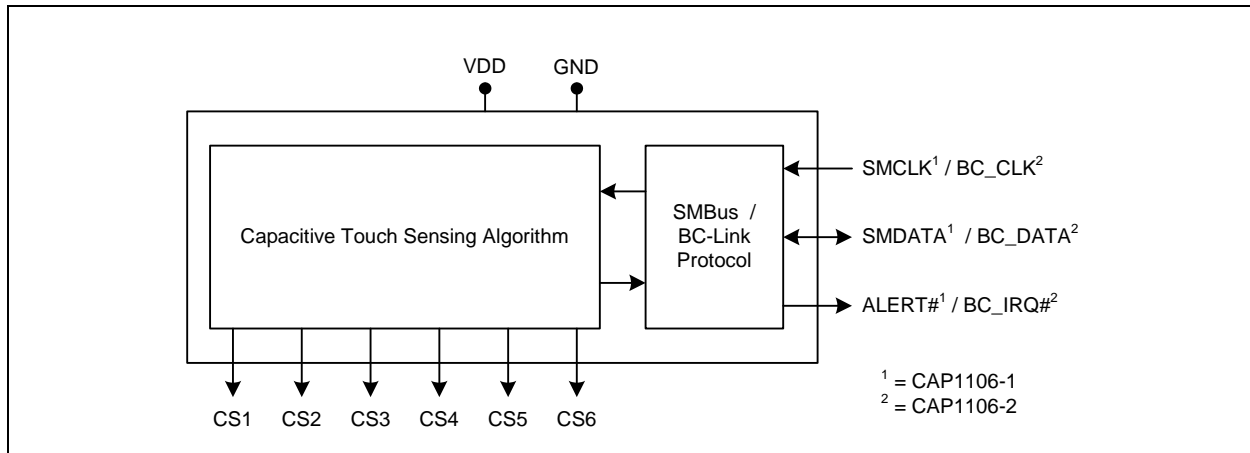 VDD GND
SMCLK¹ / BC_CLK²
Capacitive Touch Sensing Algorithm
SMBus /
BC-Link
Protocol
SMDATA¹ / BC_DATA²
ALERT#¹ / BC_IRQ#²
CS1 CS2 CS3 CS4 CS5 CS6
¹ = CAP1106-1
² = CAP1106-2